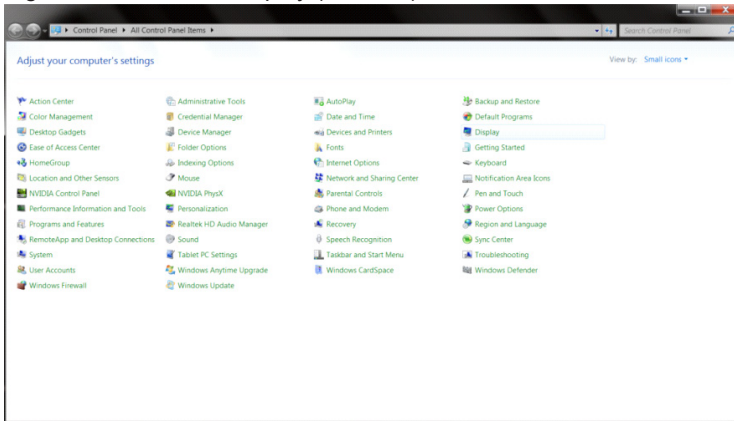 Control Panel ▸ All Control Panel Items ▸
Search Control Panel
Adjust your computer's settings
View by: Small icons
Action Center
Administrative Tools
AutoPlay
Backup and Restore
Color Management
Credential Manager
Date and Time
Default Programs
Desktop Gadgets
Device Manager
Devices and Printers
Display
Ease of Access Center
Folder Options
Fonts
Getting Started
HomeGroup
Indexing Options
Internet Options
Keyboard
Location and Other Sensors
Mouse
Network and Sharing Center
Notification Area Icons
NVIDIA Control Panel
NVIDIA PhysX
Parental Controls
Pen and Touch
Performance Information and Tools
Personalization
Phone and Modem
Power Options
Programs and Features
Realtek HD Audio Manager
Recovery
Region and Language
RemoteApp and Desktop Connections
Sound
Speech Recognition
Sync Center
System
Tablet PC Settings
Taskbar and Start Menu
Troubleshooting
User Accounts
Windows Anytime Upgrade
Windows CardSpace
Windows Defender
Windows Firewall
Windows Update